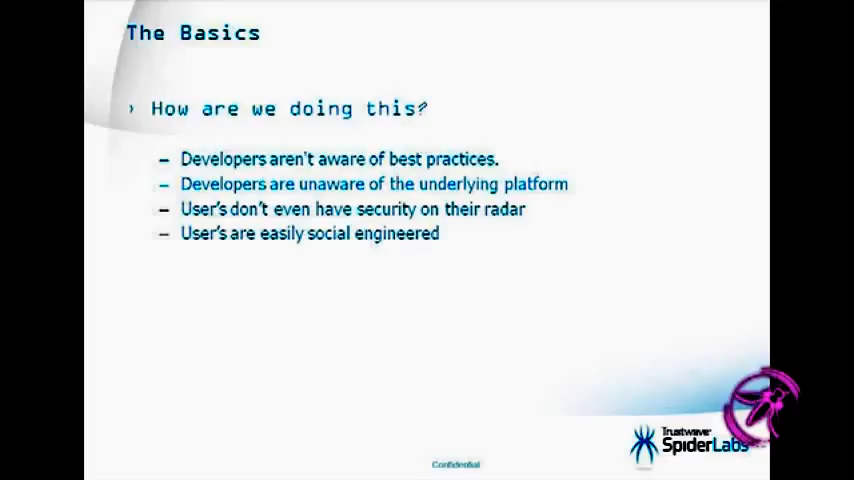 The Basics
› How are we doing this?
– Developers aren't aware of best practices.
– Developers are unaware of the underlying platform
– User's don't even have security on their radar
– User's are easily social engineered
Trustwave®
SpiderLabs
Confidential